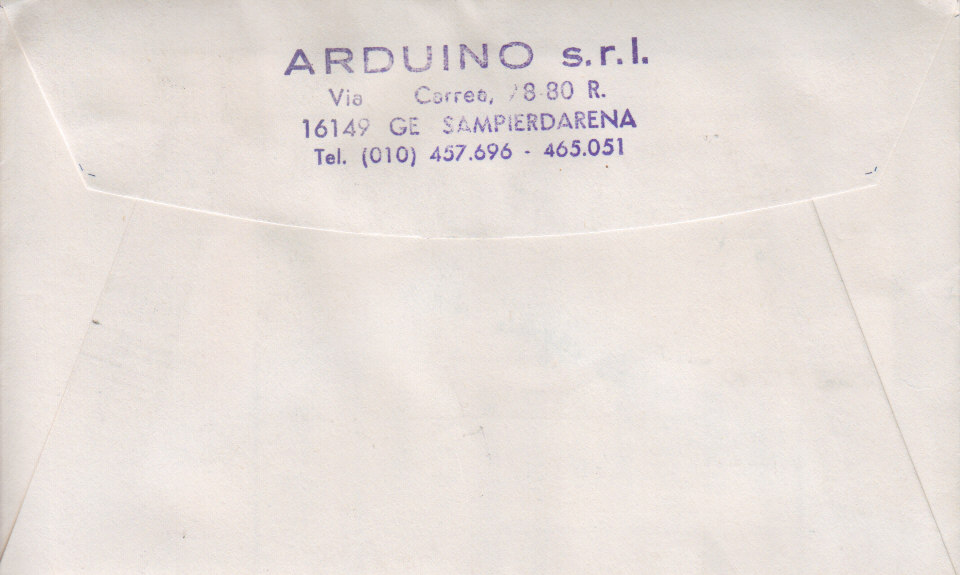 ARDUINO s.r.l.
Via Correa, 78-80 R.
16149 GE SAMPIERDARENA
Tel. (010) 457.696 - 465.051